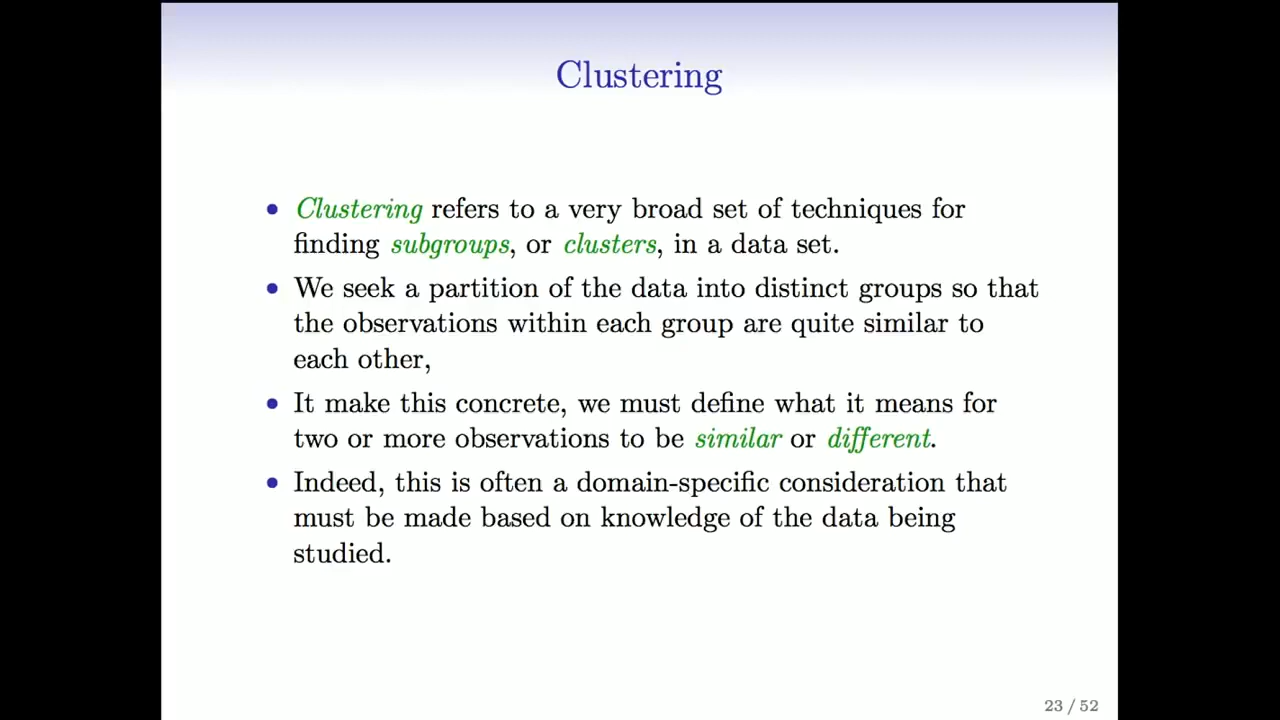 Clustering
• Clustering refers to a very broad set of techniques for
finding subgroups, or clusters, in a data set.
• We seek a partition of the data into distinct groups so that
the observations within each group are quite similar to
each other,
• It make this concrete, we must define what it means for
two or more observations to be similar or different.
• Indeed, this is often a domain-specific consideration that
must be made based on knowledge of the data being
studied.
23 / 52